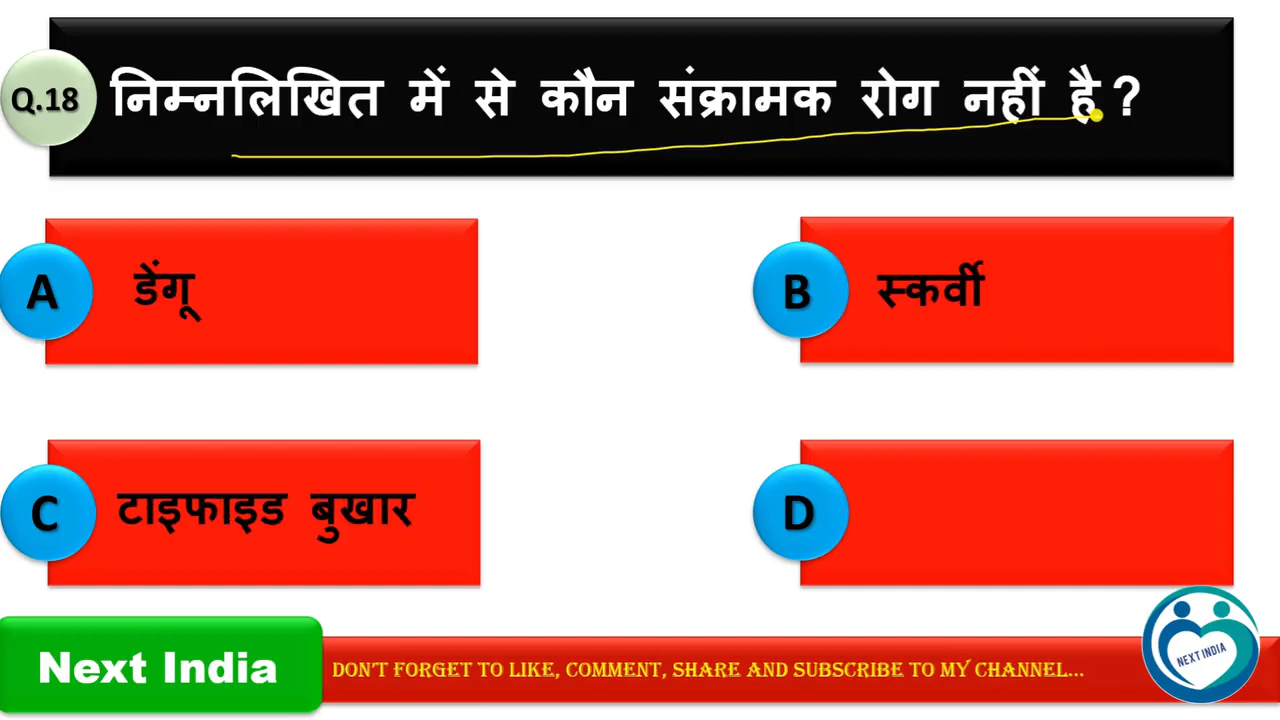 Q.18
निम्नलिखित में से कौन संक्रामक रोग नहीं है ?
A डेंगू
B स्कर्वी
C टाइफाइड बुखार
D
Next India
DON'T FORGET TO LIKE, COMMENT, SHARE AND SUBSCRIBE TO MY CHANNEL...
NEXT INDIA